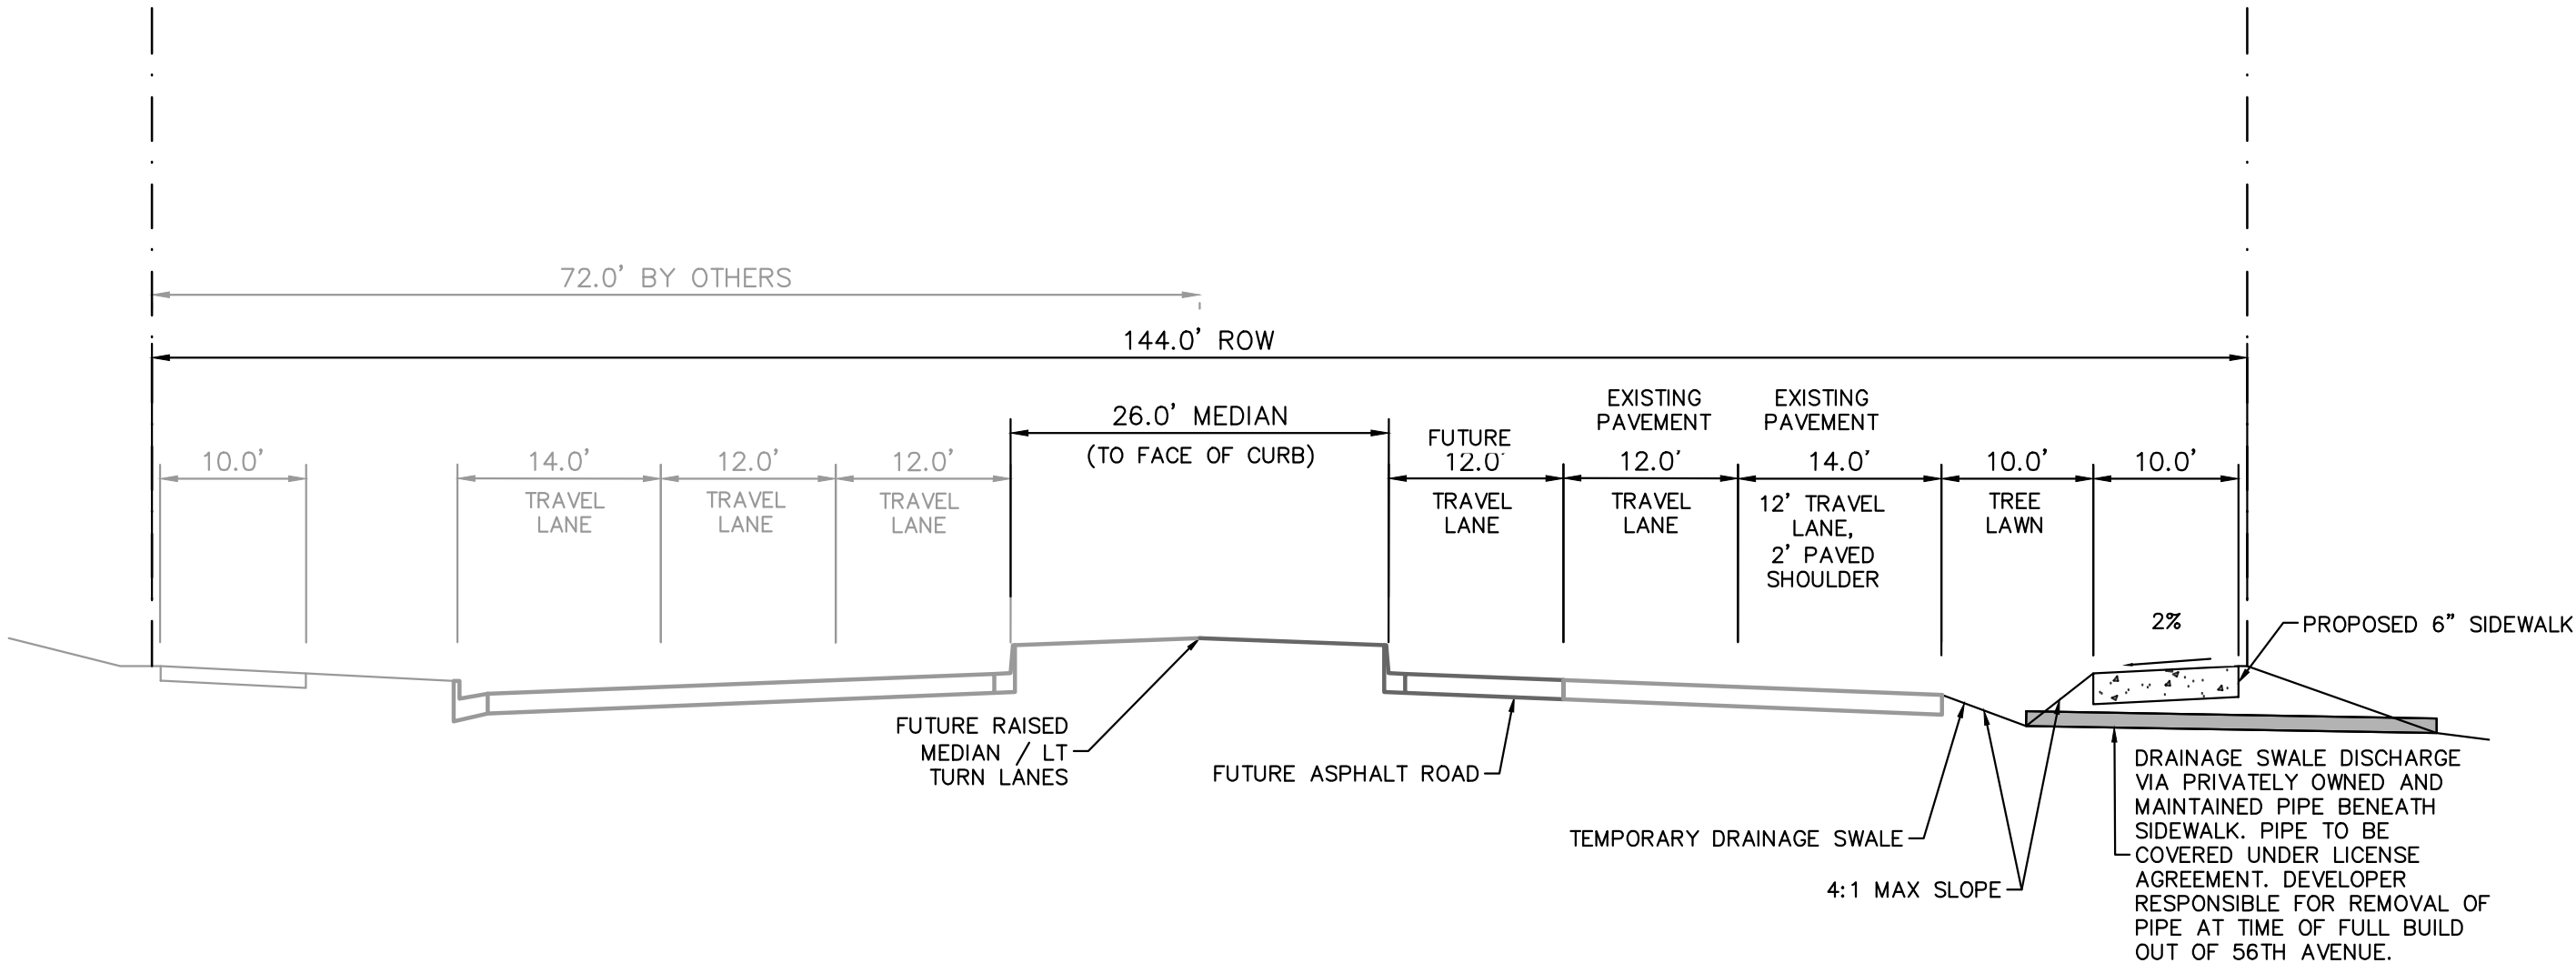 72.0' BY OTHERS
144.0' ROW
26.0' MEDIAN
(TO FACE OF CURB)
10.0'
14.0'
TRAVEL
LANE
12.0'
TRAVEL
LANE
12.0'
TRAVEL
LANE
FUTURE
12.0'
TRAVEL
LANE
EXISTING
PAVEMENT
12.0'
TRAVEL
LANE
EXISTING
PAVEMENT
14.0'
12' TRAVEL
LANE,
2' PAVED
SHOULDER
10.0'
TREE
LAWN
10.0'
2%
PROPOSED 6" SIDEWALK
FUTURE RAISED
MEDIAN / LT
TURN LANES
FUTURE ASPHALT ROAD
TEMPORARY DRAINAGE SWALE
4:1 MAX SLOPE
DRAINAGE SWALE DISCHARGE
VIA PRIVATELY OWNED AND
MAINTAINED PIPE BENEATH
SIDEWALK. PIPE TO BE
COVERED UNDER LICENSE
AGREEMENT. DEVELOPER
RESPONSIBLE FOR REMOVAL OF
PIPE AT TIME OF FULL BUILD
OUT OF 56TH AVENUE.